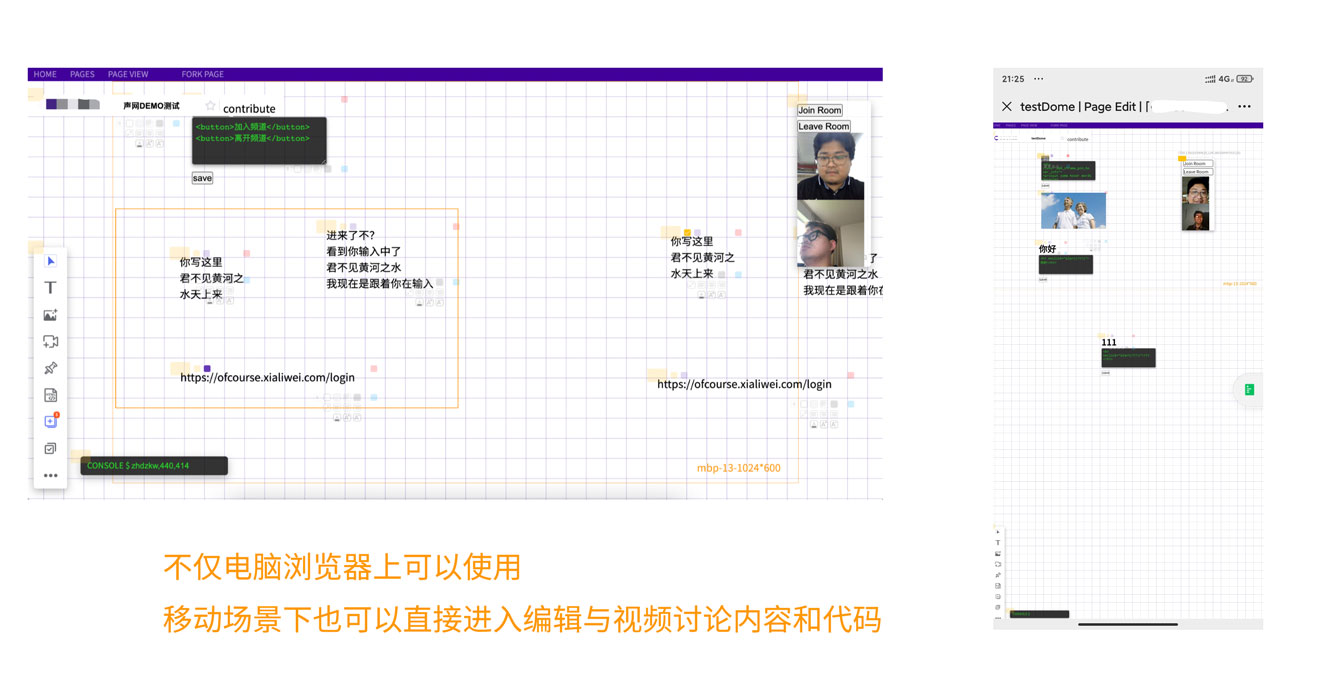 HOME PAGES PAGE VIEW FORK PAGE
声网DEMO测试 contribute
<button>加入频道</button>
<button>离开频道</button>
save
Join Room
Leave Room
你写这里
君不见黄河之
水天上来
进来了不?
看到你输入中了
君不见黄河之水
我现在是跟着你在输入
https://ofcourse.xialiwei.com/login
你写这里
君不见黄河之
水天上来
了
君不见黄河之水
我现在是跟着你在
https://ofcourse.xialiwei.com/login
CONSOLE $ zhdzkw,440,414
mbp-13-1024*600
不仅电脑浏览器上可以使用
移动场景下也可以直接进入编辑与视频讨论内容和代码
21:25 ··· 4G 92
testDome | Page Edit | [
testDome contribute
Join Room
Leave Room
save
你好
mbp-13-1024*600
111